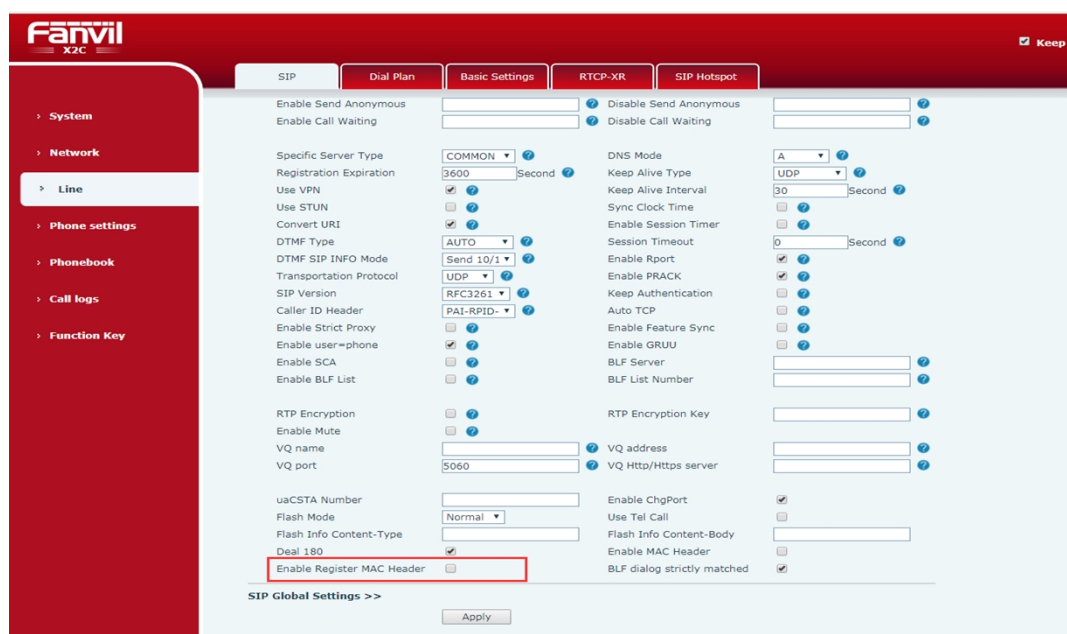 Fanvil
X2C
Keep
SIP Dial Plan Basic Settings RTCP-XR SIP Hotspot
› System
› Network
› Line
› Phone settings
› Phonebook
› Call logs
› Function Key
Enable Send Anonymous ? Disable Send Anonymous ?
Enable Call Waiting ? Disable Call Waiting ?
Specific Server Type COMMON ? DNS Mode A ?
Registration Expiration 3600 Second ? Keep Alive Type UDP ?
Use VPN ? Keep Alive Interval 30 Second ?
Use STUN ? Sync Clock Time ?
Convert URI ? Enable Session Timer ?
DTMF Type AUTO ? Session Timeout 0 Second ?
DTMF SIP INFO Mode Send 10/1 ? Enable Rport ?
Transportation Protocol UDP ? Enable PRACK ?
SIP Version RFC3261 ? Keep Authentication ?
Caller ID Header PAI-RPID- ? Auto TCP ?
Enable Strict Proxy ? Enable Feature Sync ?
Enable user=phone ? Enable GRUU ?
Enable SCA ? BLF Server ?
Enable BLF List ? BLF List Number ?
RTP Encryption ? RTP Encryption Key ?
Enable Mute ?
VQ name ? VQ address ?
VQ port 5060 ? VQ Http/Https server ?
uaCSTA Number Enable ChgPort
Flash Mode Normal Use Tel Call
Flash Info Content-Type Flash Info Content-Body
Deal 180 Enable MAC Header
Enable Register MAC Header BLF dialog strictly matched
SIP Global Settings >>
Apply